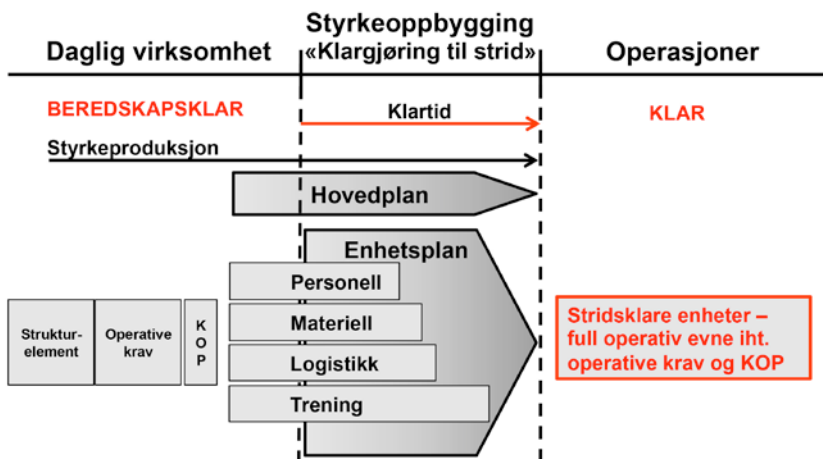 Daglig virksomhet
Styrkeoppbygging
«Klargjøring til strid»
Operasjoner
BEREDSKAPSKLAR
Klartid
KLAR
Styrkeproduksjon
Hovedplan
Enhetsplan
Personell
Materiell
Logistikk
Trening
Struktur-
element
Operative
krav
K
O
P
Stridsklare enheter –
full operativ evne iht.
operative krav og KOP